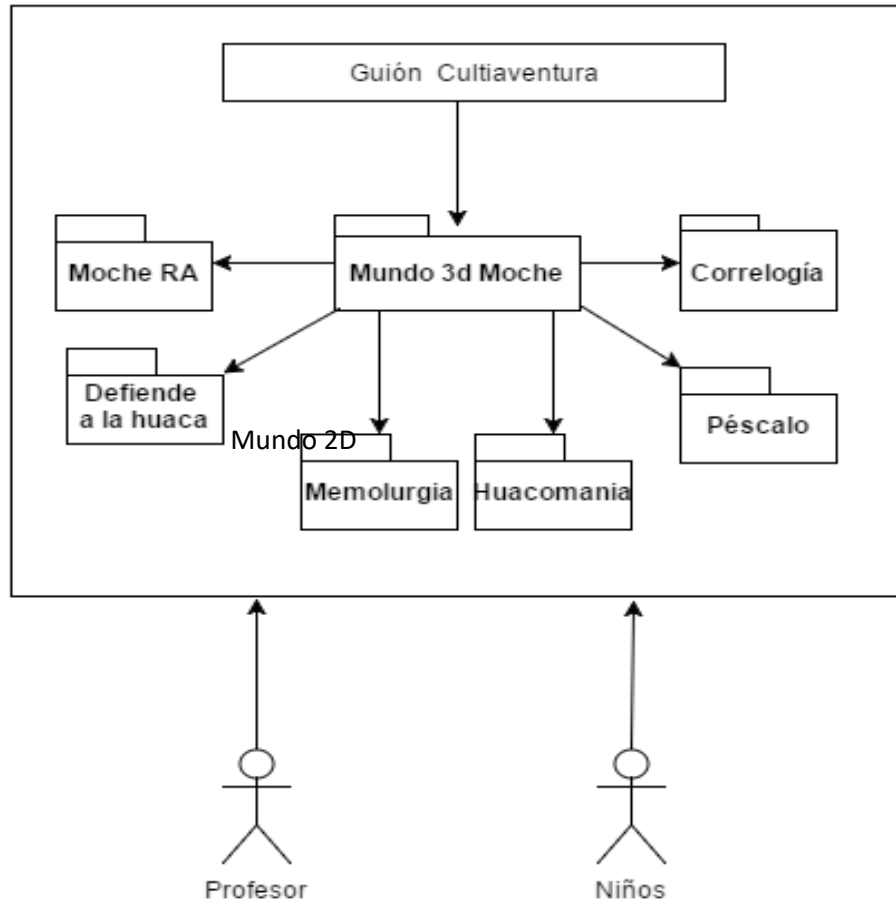 Guión Cultiaventura
Moche RA
Mundo 3d Moche
Correlogía
Defiende
a la huaca
Mundo 2D
Péscalo
Memolurgia
Huacomania
Profesor
Niños